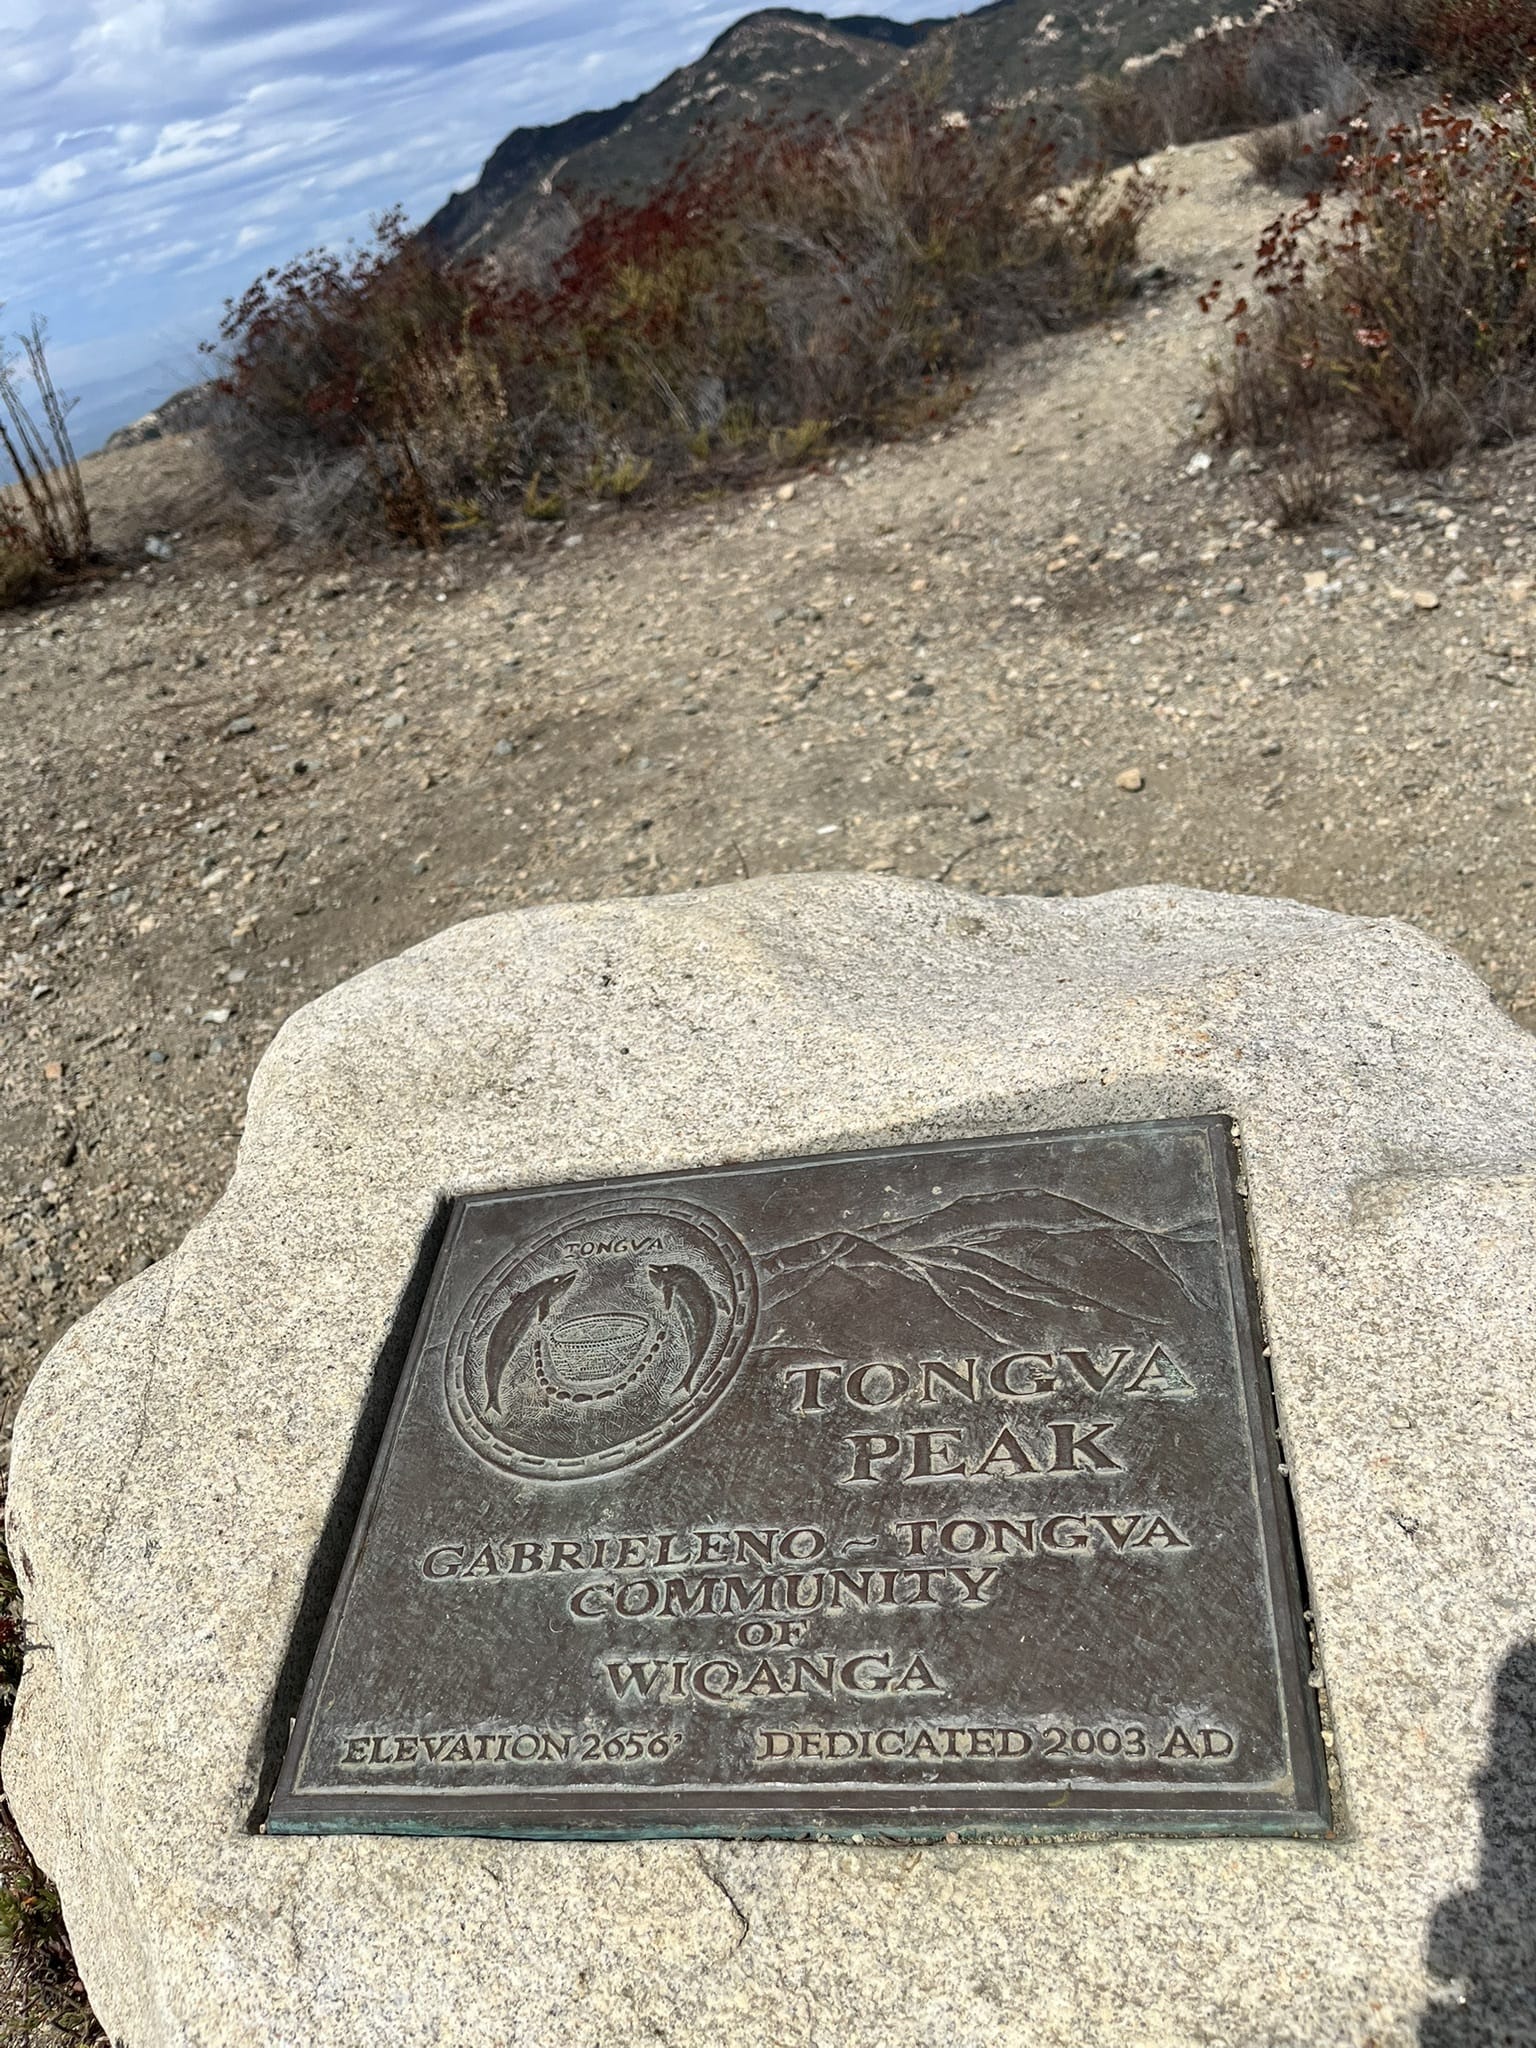 TONGVA
TONGVA
PEAK
GABRIELENO ~ TONGVA
COMMUNITY
OF
WIQANGA
ELEVATION 2656' DEDICATED 2003 AD